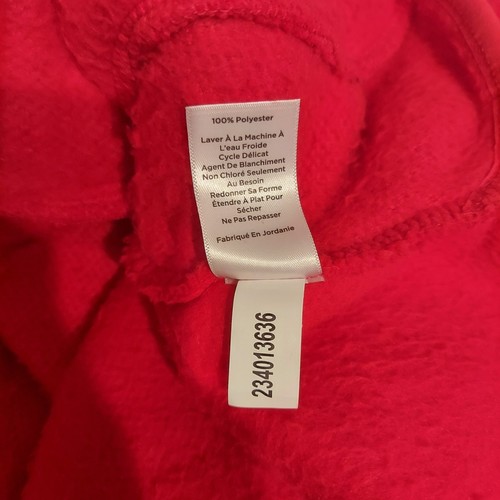 100% Polyester
Laver À La Machine À
L'eau Froide
Cycle Délicat
Agent De Blanchiment
Non Chloré Seulement
Au Besoin
Redonner Sa Forme
Étendre À Plat Pour
Sécher
Ne Pas Repasser
Fabriqué En Jordanie
234013636